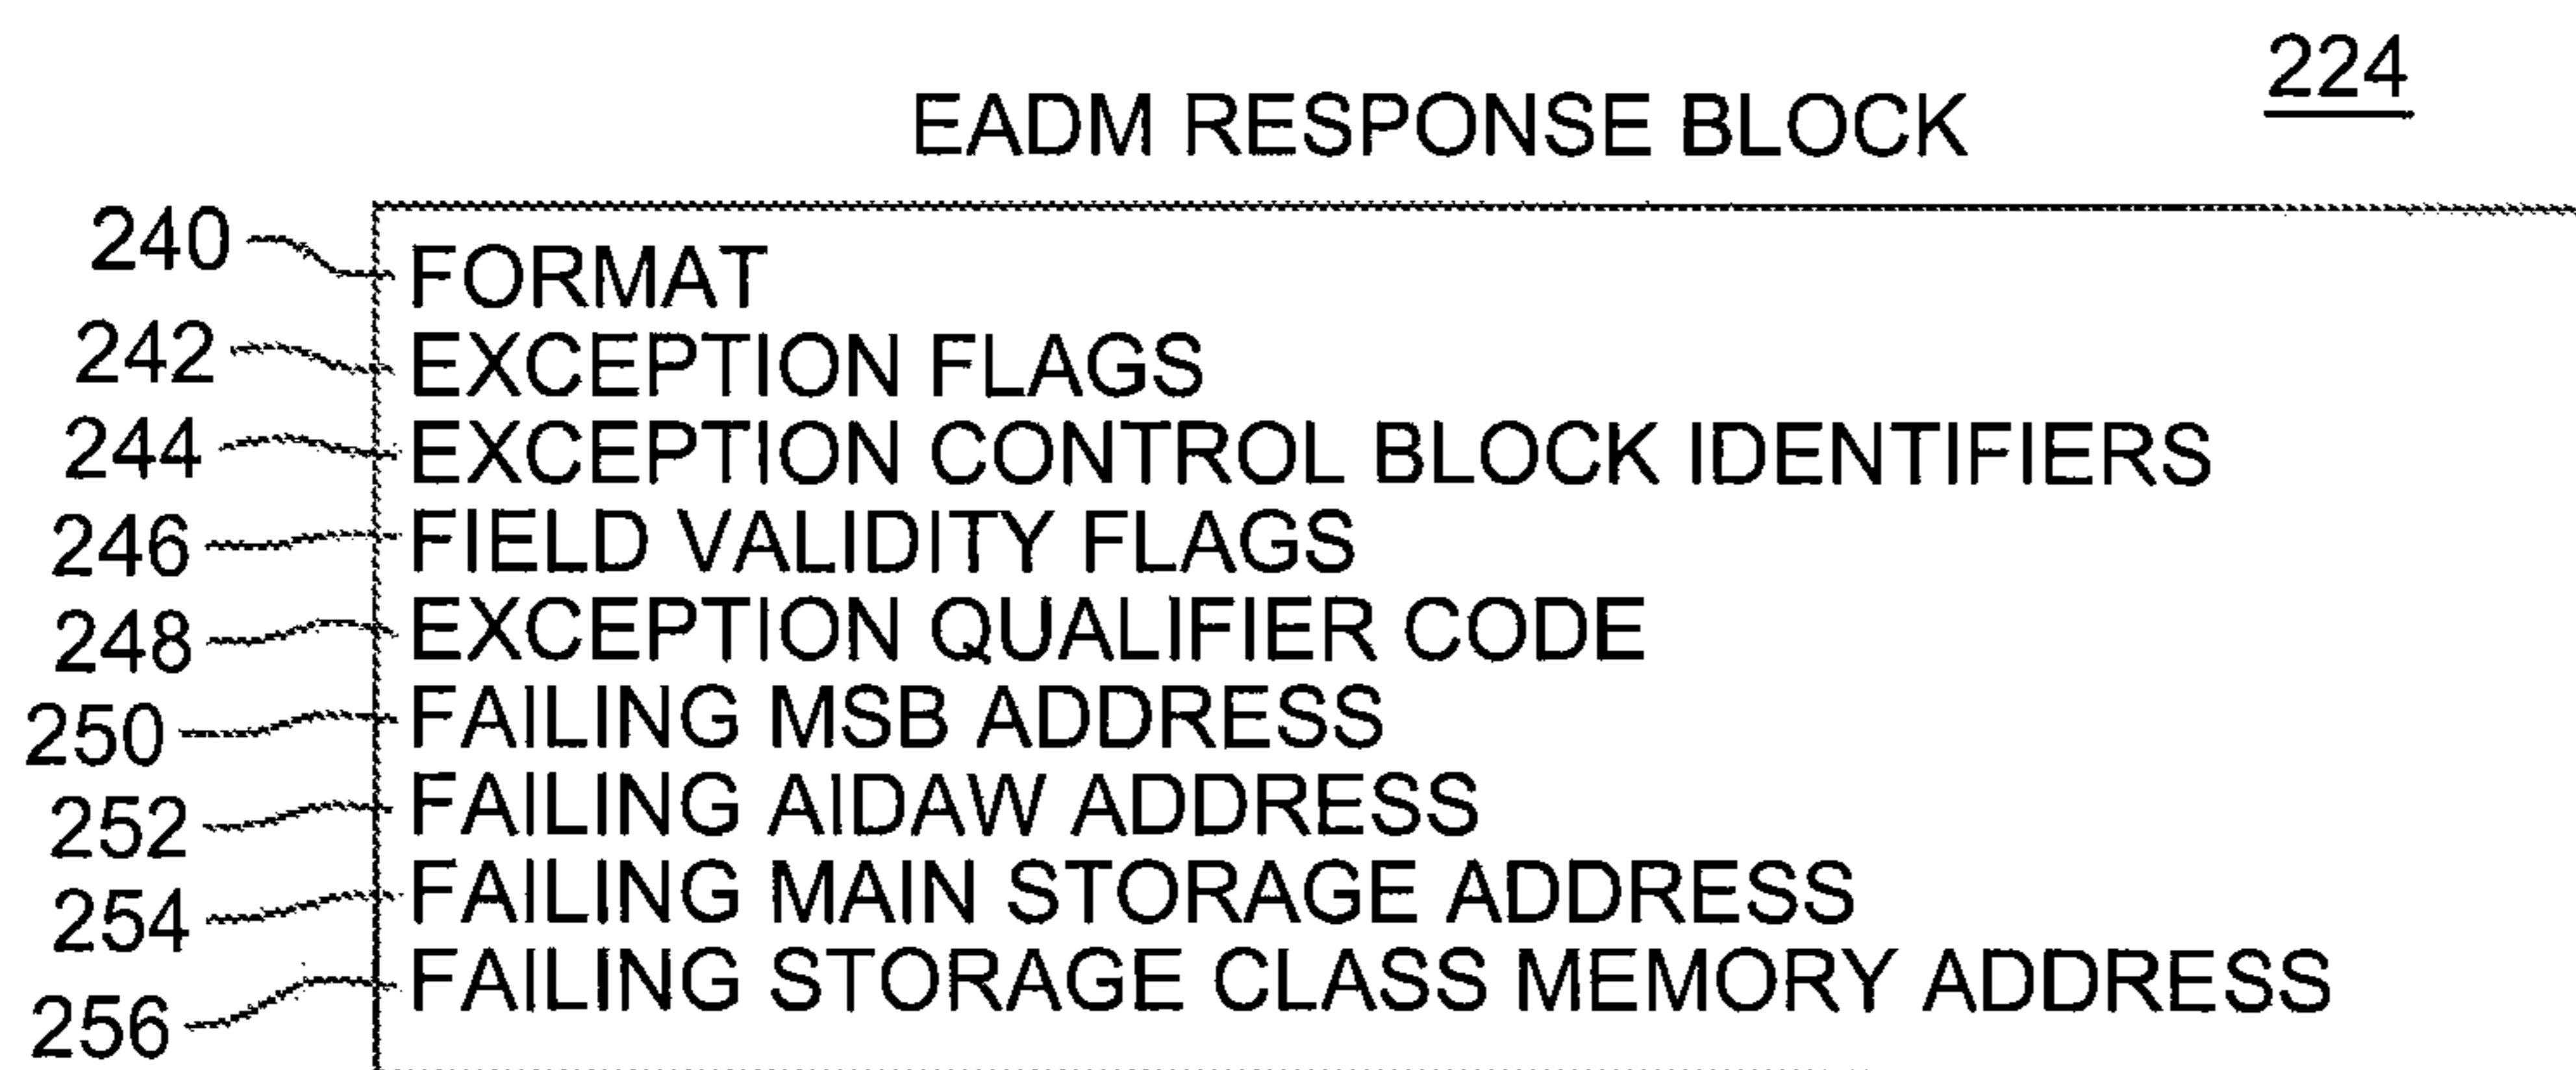 224
EADM RESPONSE BLOCK
240 FORMAT
242 EXCEPTION FLAGS
244 EXCEPTION CONTROL BLOCK IDENTIFIERS
246 FIELD VALIDITY FLAGS
248 EXCEPTION QUALIFIER CODE
250 FAILING MSB ADDRESS
252 FAILING AIDAW ADDRESS
254 FAILING MAIN STORAGE ADDRESS
256 FAILING STORAGE CLASS MEMORY ADDRESS